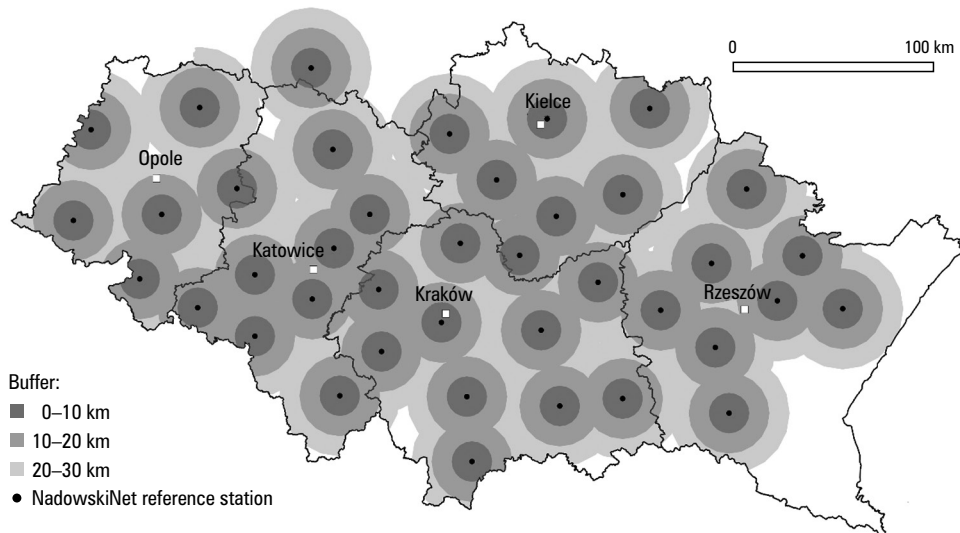 0 100 km
Kielce
Opole
Katowice
Kraków
Rzeszów
Buffer:
0–10 km
10–20 km
20–30 km
NadowskiNet reference station